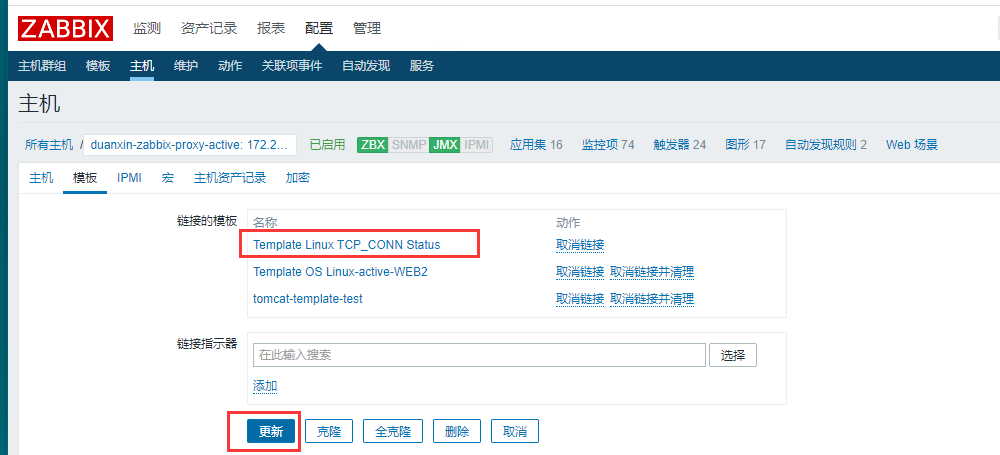 ZABBIX 监测 资产记录 报表 配置 管理
主机群组 模板 主机 维护 动作 关联项事件 自动发现 服务
主机
所有主机 / duanxin-zabbix-proxy-active: 172.2... 已启用 ZBX SNMP JMX IPMI 应用集 16 监控项 74 触发器 24 图形 17 自动发现规则 2 Web 场景
主机 模板 IPMI 宏 主机资产记录 加密
链接的模板 名称 动作
Template Linux TCP_CONN Status 取消链接
Template OS Linux-active-WEB2 取消链接 取消链接并清理
tomcat-template-test 取消链接 取消链接并清理
链接指示器 在此输入搜索 选择
添加
更新 克隆 全克隆 删除 取消